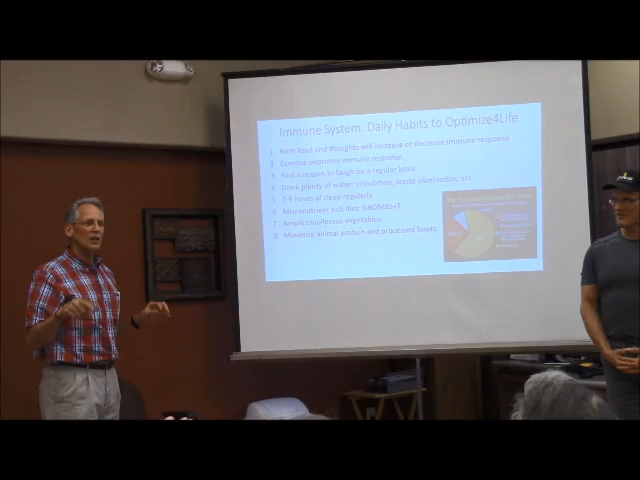 Immune System: Daily Habits to Optimize4Life
1. Both food and thoughts will increase or decrease immune response
2. Exercise improves immune response
3. Find a reason to laugh on a regular basis
4. Drink plenty of water: circulation, waste elimination, etc.
5. 7-9 hours of sleep regularly
6. Micronutrient rich diet: GBOMBS+T
7. Ample cruciferous vegetables
8. Minimize animal protein and processed foods.